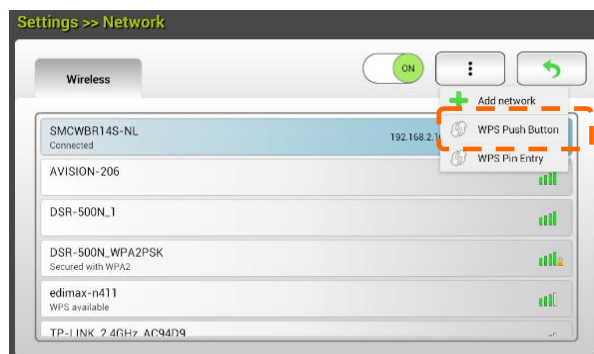 Settings >> Network
Wireless
ON
Add network
WPS Push Button
WPS Pin Entry
SMCWBR14S-NL
Connected
AVISION-206
DSR-500N_1
DSR-500N_WPA2PSK
Secured with WPA2
edimax-n411
WPS available
TP-LINK_2.4GHz_AC94D9